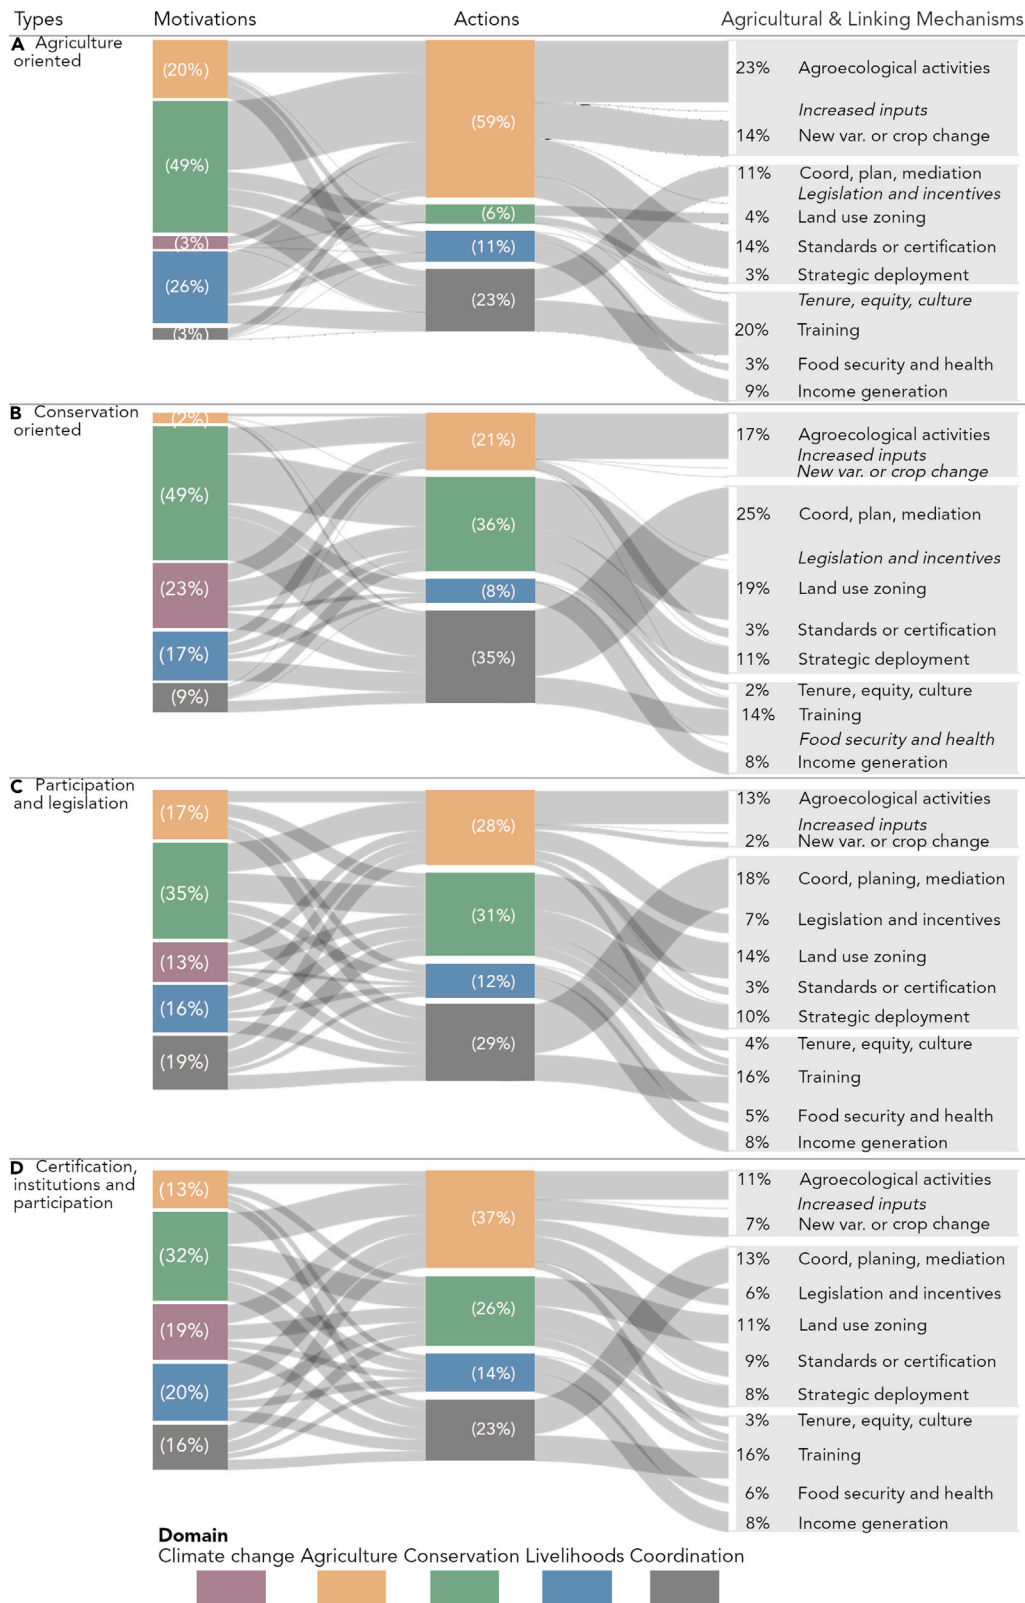 Types Motivations Actions Agricultural & Linking Mechanisms
A Agriculture
oriented
(20%)
(49%)
(3%)
(26%)
(3%)
(59%)
(6%)
(11%)
(23%)
23% Agroecological activities
Increased inputs
14% New var. or crop change
11% Coord, plan, mediation
Legislation and incentives
4% Land use zoning
14% Standards or certification
3% Strategic deployment
Tenure, equity, culture
20% Training
3% Food security and health
9% Income generation
B Conservation
oriented
(2%)
(49%)
(23%)
(17%)
(9%)
(21%)
(36%)
(8%)
(35%)
17% Agroecological activities
Increased inputs
New var. or crop change
25% Coord, plan, mediation
Legislation and incentives
19% Land use zoning
3% Standards or certification
11% Strategic deployment
2% Tenure, equity, culture
14% Training
Food security and health
8% Income generation
C Participation
and legislation
(17%)
(35%)
(13%)
(16%)
(19%)
(28%)
(31%)
(12%)
(29%)
13% Agroecological activities
Increased inputs
2% New var. or crop change
18% Coord, planing, mediation
7% Legislation and incentives
14% Land use zoning
3% Standards or certification
10% Strategic deployment
4% Tenure, equity, culture
16% Training
5% Food security and health
8% Income generation
D Certification,
institutions and
participation
(13%)
(32%)
(19%)
(20%)
(16%)
(37%)
(26%)
(14%)
(23%)
11% Agroecological activities
Increased inputs
7% New var. or crop change
13% Coord, planing, mediation
6% Legislation and incentives
11% Land use zoning
9% Standards or certification
8% Strategic deployment
3% Tenure, equity, culture
16% Training
6% Food security and health
8% Income generation
Domain
Climate change Agriculture Conservation Livelihoods Coordination